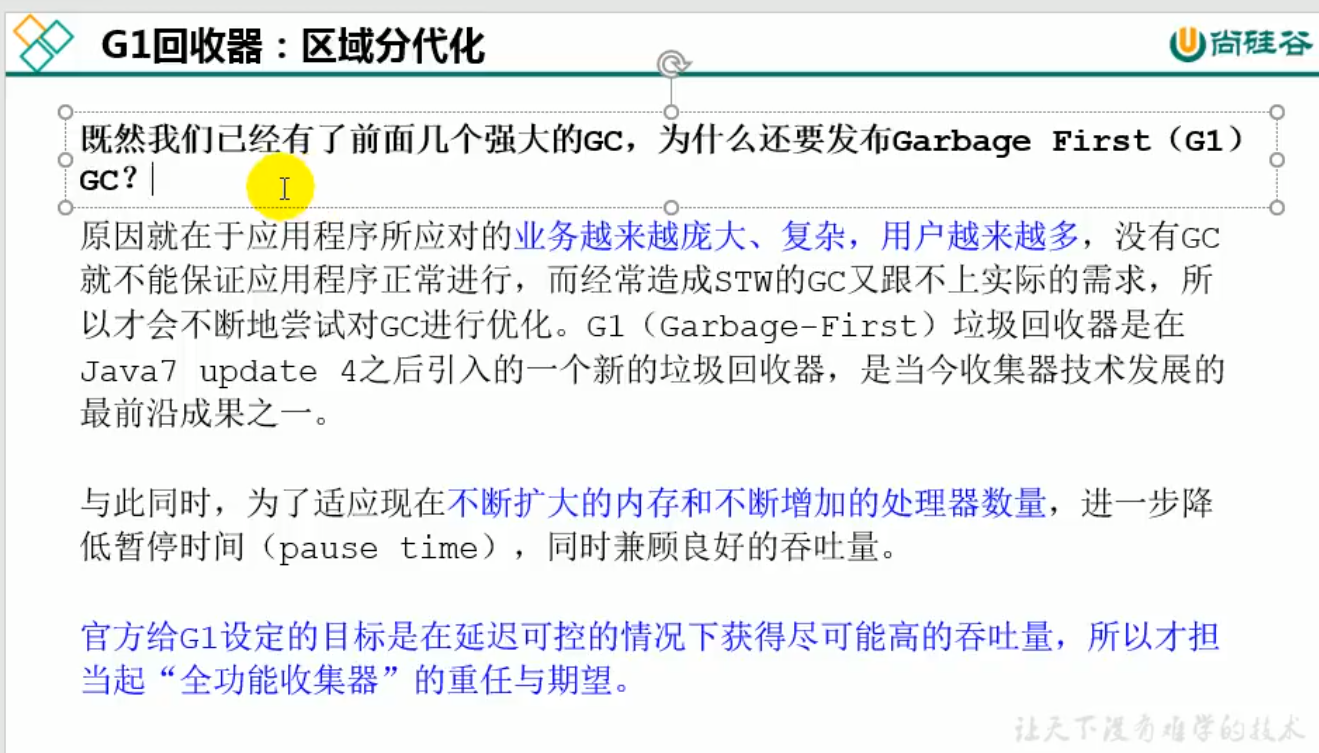 G1回收器：区域分代化
尚硅谷
既然我们已经有了前面几个强大的GC，为什么还要发布Garbage First（G1）
GC？
原因就在于应用程序所应对的业务越来越庞大、复杂，用户越来越多，没有GC
就不能保证应用程序正常进行，而经常造成STW的GC又跟不上实际的需求，所
以才会不断地尝试对GC进行优化。G1（Garbage-First）垃圾回收器是在
Java7 update 4之后引入的一个新的垃圾回收器，是当今收集器技术发展的
最前沿成果之一。
与此同时，为了适应现在不断扩大的内存和不断增加的处理器数量，进一步降
低暂停时间（pause time），同时兼顾良好的吞吐量。
官方给G1设定的目标是在延迟可控的情况下获得尽可能高的吞吐量，所以才担
当起“全功能收集器”的重任与期望。
让天下没有难学的技术